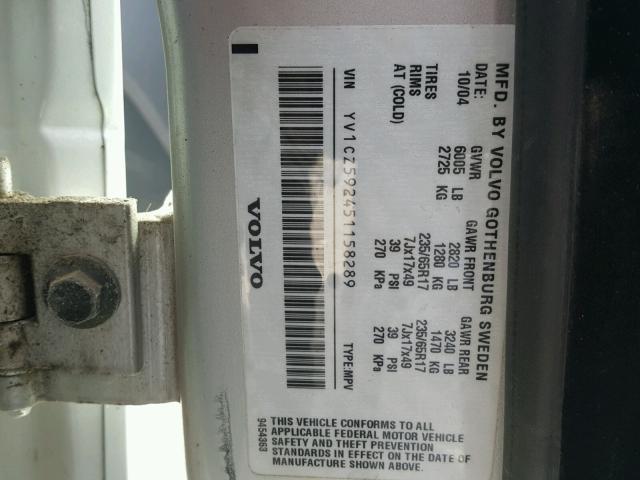 MFD. BY VOLVO GOTHENBURG SWEDEN
DATE: GVWR GAWR FRONT GAWR REAR
10/04 6005 LB 2820 LB 3240 LB
2725 KG 1280 KG 1470 KG
TIRES 235/65R17 235/65R17
RIMS 7Jx17x49 7Jx17x49
AT (COLD) 39 PSI 39 PSI
270 KPa 270 KPa
VIN YV1CZ592451158289 TYPE:MPV
VOLVO
9454363
THIS VEHICLE CONFORMS TO ALL
APPLICABLE FEDERAL MOTOR VEHICLE
SAFETY AND THEFT PREVENTION
STANDARDS IN EFFECT ON THE DATE OF
MANUFACTURE SHOWN ABOVE.